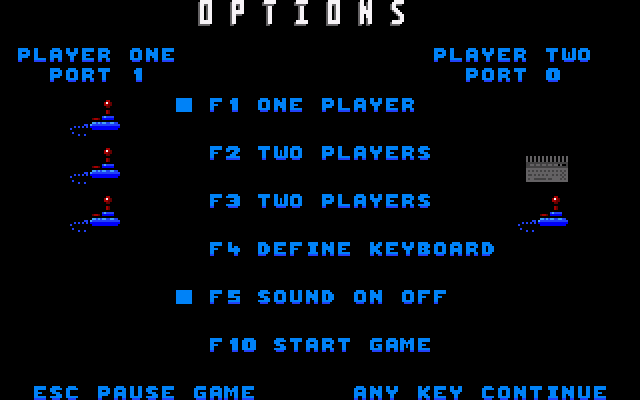 OPTIONS
PLAYER ONE PLAYER TWO
PORT 1 PORT 0
F1 ONE PLAYER
F2 TWO PLAYERS
F3 TWO PLAYERS
F4 DEFINE KEYBOARD
F5 SOUND ON OFF
F10 START GAME
ESC PAUSE GAME ANY KEY CONTINUE